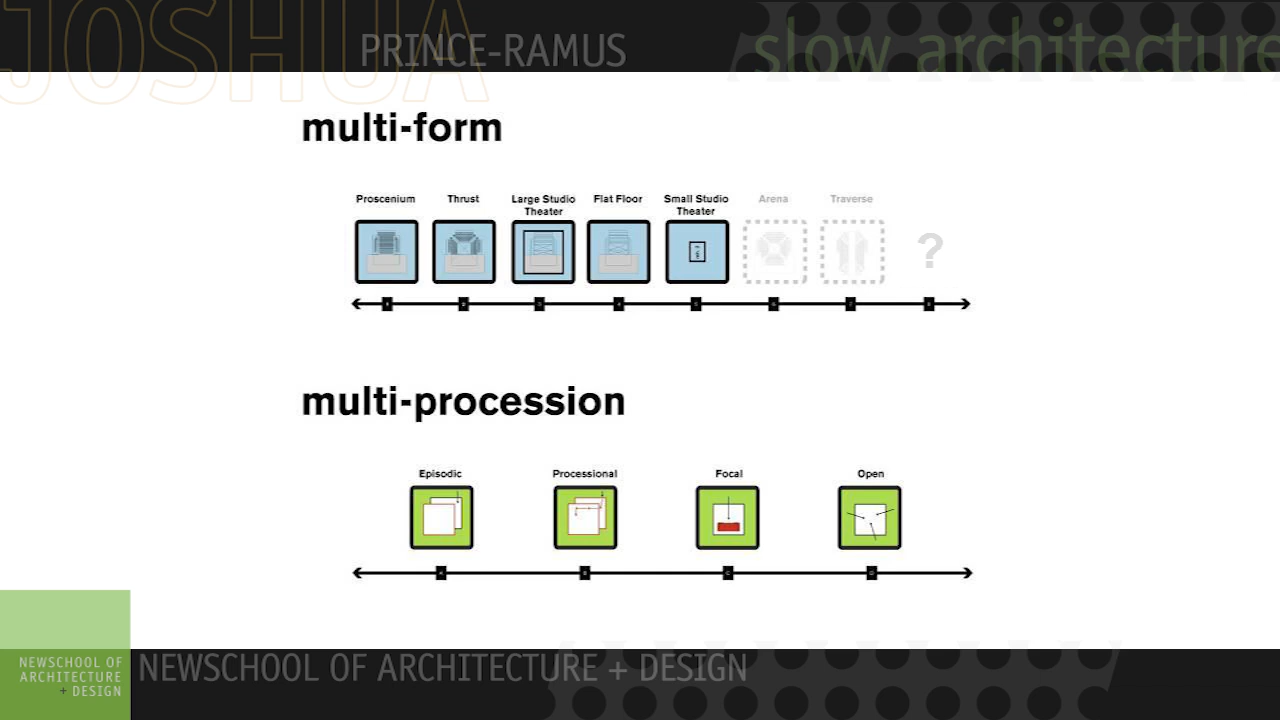 JOSHUA
PRINCE-RAMUS
slow architecture
multi-form
Proscenium
Thrust
Large Studio
Theater
Flat Floor
Small Studio
Theater
Arena
Traverse
?
multi-procession
Episodic
Processional
Focal
Open
NEWSCHOOL OF
ARCHITECTURE
+ DESIGN
NEWSCHOOL OF ARCHITECTURE + DESIGN